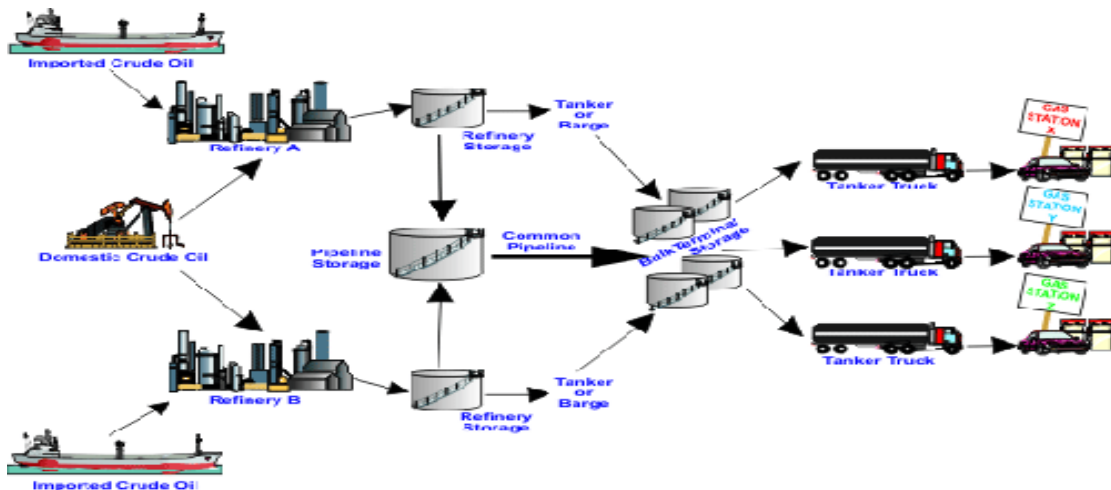 Imported Crude Oil
Refinery A
Refinery
Storage
Tanker
or
Barge
Tanker Truck
GAS
STATION
X
Domestic Crude Oil
Pipeline
Storage
Common
Pipeline
Bulk Terminal
Storage
Tanker Truck
GAS
STATION
Y
Refinery B
Refinery
Storage
Tanker
or
Barge
Tanker Truck
GAS
STATION
Z
Imported Crude Oil